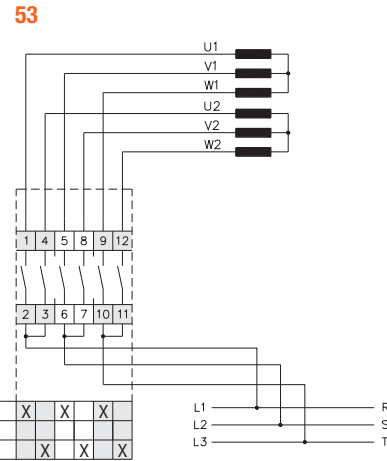 53
U1
V1
W1
U2
V2
W2
1 4 5 8 9 12
2 3 6 7 10 11
X X X
L1 R
L2 S
L3 T
X X X